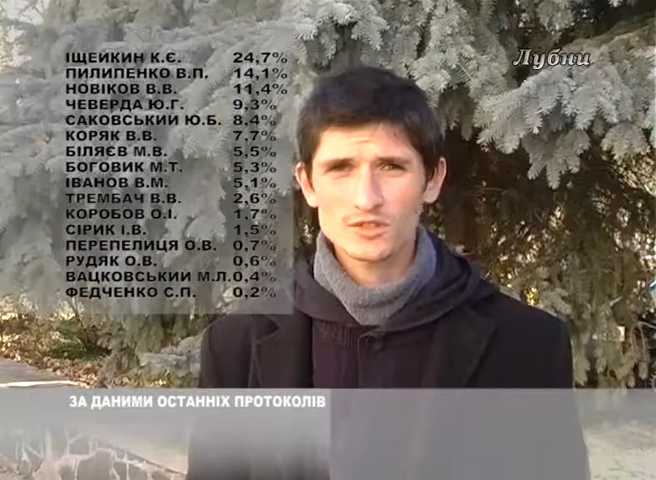 Лубни
ІЩЕЙКИН К.Є. 24,7%
ПИЛИПЕНКО В.П. 14,1%
НОВІКОВ В.В. 11,4%
ЧЕВЕРДА Ю.Г. 9,3%
САКОВСЬКИЙ Ю.Б. 8,4%
КОРЯК В.В. 7,7%
БІЛЯЄВ М.В. 5,5%
БОГОВИК М.Т. 5,3%
ІВАНОВ В.М. 5,1%
ТРЕМБАЧ В.В. 2,6%
КОРОБОВ О.І. 1,7%
СІРИК І.В. 1,5%
ПЕРЕПЕЛИЦЯ О.В. 0,7%
РУДЯК О.В. 0,6%
ВАЦКОВСЬКИЙ М.Л. 0,4%
ФЕДЧЕНКО С.П. 0,2%
ЗА ДАНИМИ ОСТАННІХ ПРОТОКОЛІВ